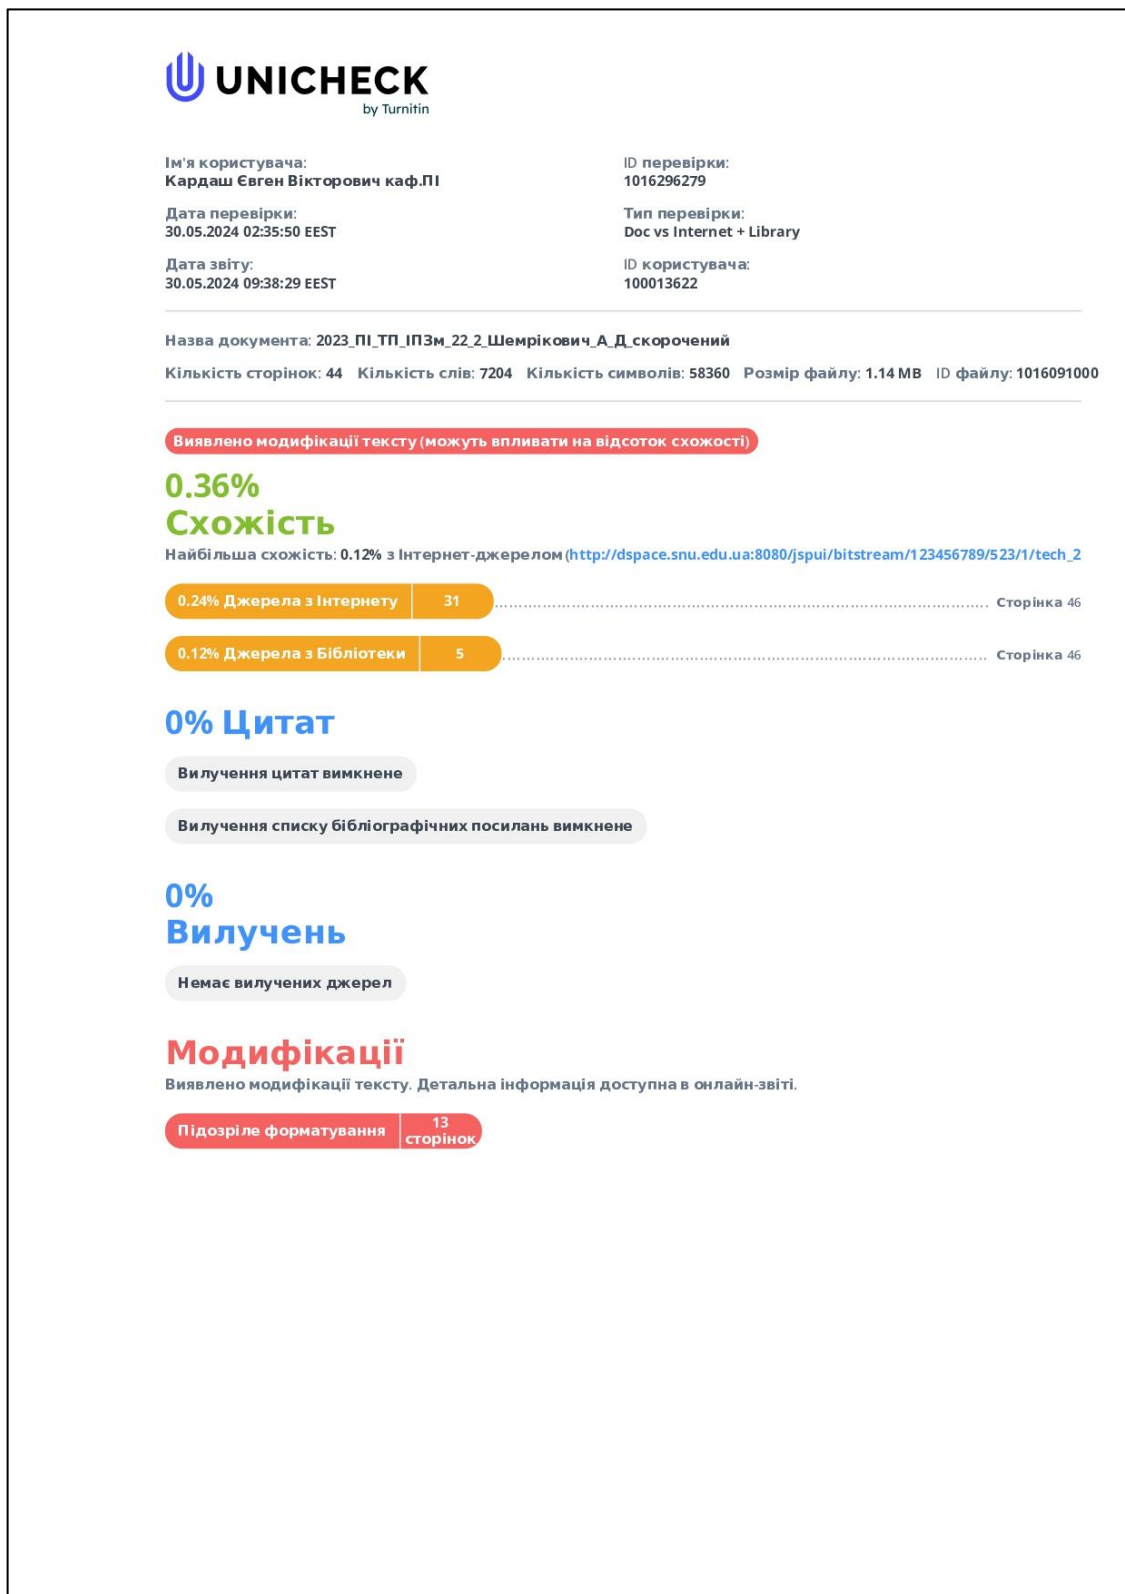 UNICHECK
by Turnitin
Ім'я користувача:
Кардаш Євген Вікторович каф.ПІ
ID перевірки:
1016296279
Дата перевірки:
30.05.2024 02:35:50 EEST
Тип перевірки:
Doc vs Internet + Library
Дата звіту:
30.05.2024 09:38:29 EEST
ID користувача:
100013622
Назва документа: 2023_ПІ_ТП_ІПЗм_22_2_Шемрікович_А_Д_скорочений
Кількість сторінок: 44 Кількість слів: 7204 Кількість символів: 58360 Розмір файлу: 1.14 MB ID файлу: 1016091000
Виявлено модифікації тексту (можуть впливати на відсоток схожості)
0.36%
Схожість
Найбільша схожість: 0.12% з Інтернет-джерелом (http://dspace.snu.edu.ua:8080/jspui/bitstream/123456789/523/1/tech_2
0.24% Джерела з Інтернету 31 Сторінка 46
0.12% Джерела з Бібліотеки 5 Сторінка 46
0% Цитат
Вилучення цитат вимкнене
Вилучення списку бібліографічних посилань вимкнене
0%
Вилучень
Немає вилучених джерел
Модифікації
Виявлено модифікації тексту. Детальна інформація доступна в онлайн-звіті.
Підозріле форматування 13 сторінок